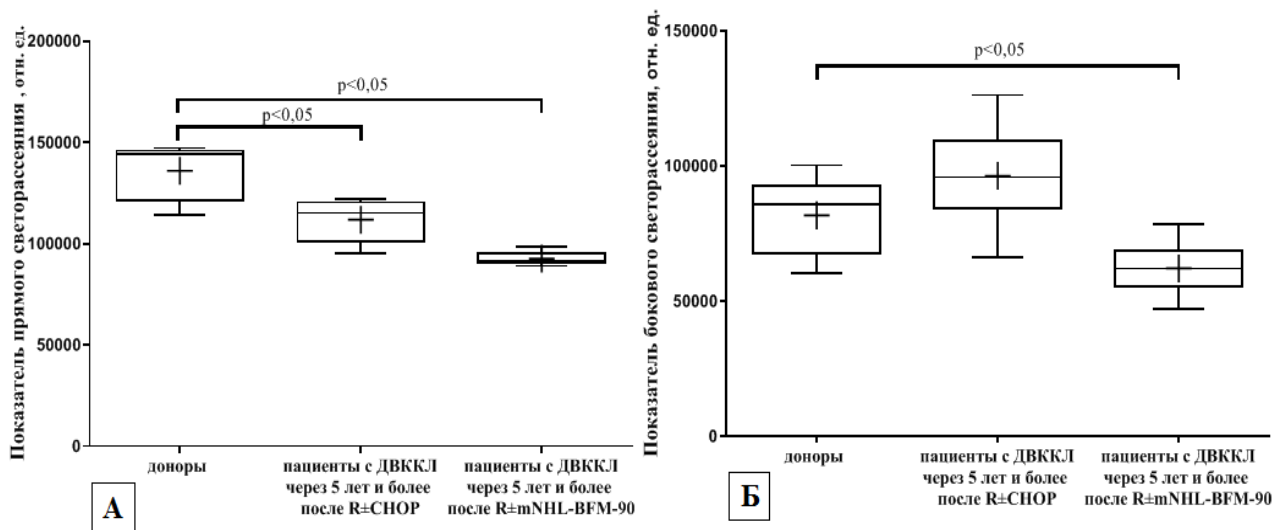 Показатель прямого светорассеяния , отн. ед.
200000
150000
100000
50000
0
p<0,05
p<0,05
доноры
пациенты с ДВККЛ
через 5 лет и более
после R±CHOP
пациенты с ДВККЛ
через 5 лет и более
после R±mNHL-BFM-90
А
Показатель бокового светорассеяния, отн. ед.
150000
100000
50000
0
p<0,05
доноры
пациенты с ДВККЛ
через 5 лет и более
после R±CHOP
пациенты с ДВККЛ
через 5 лет и более
после R±mNHL-BFM-90
Б